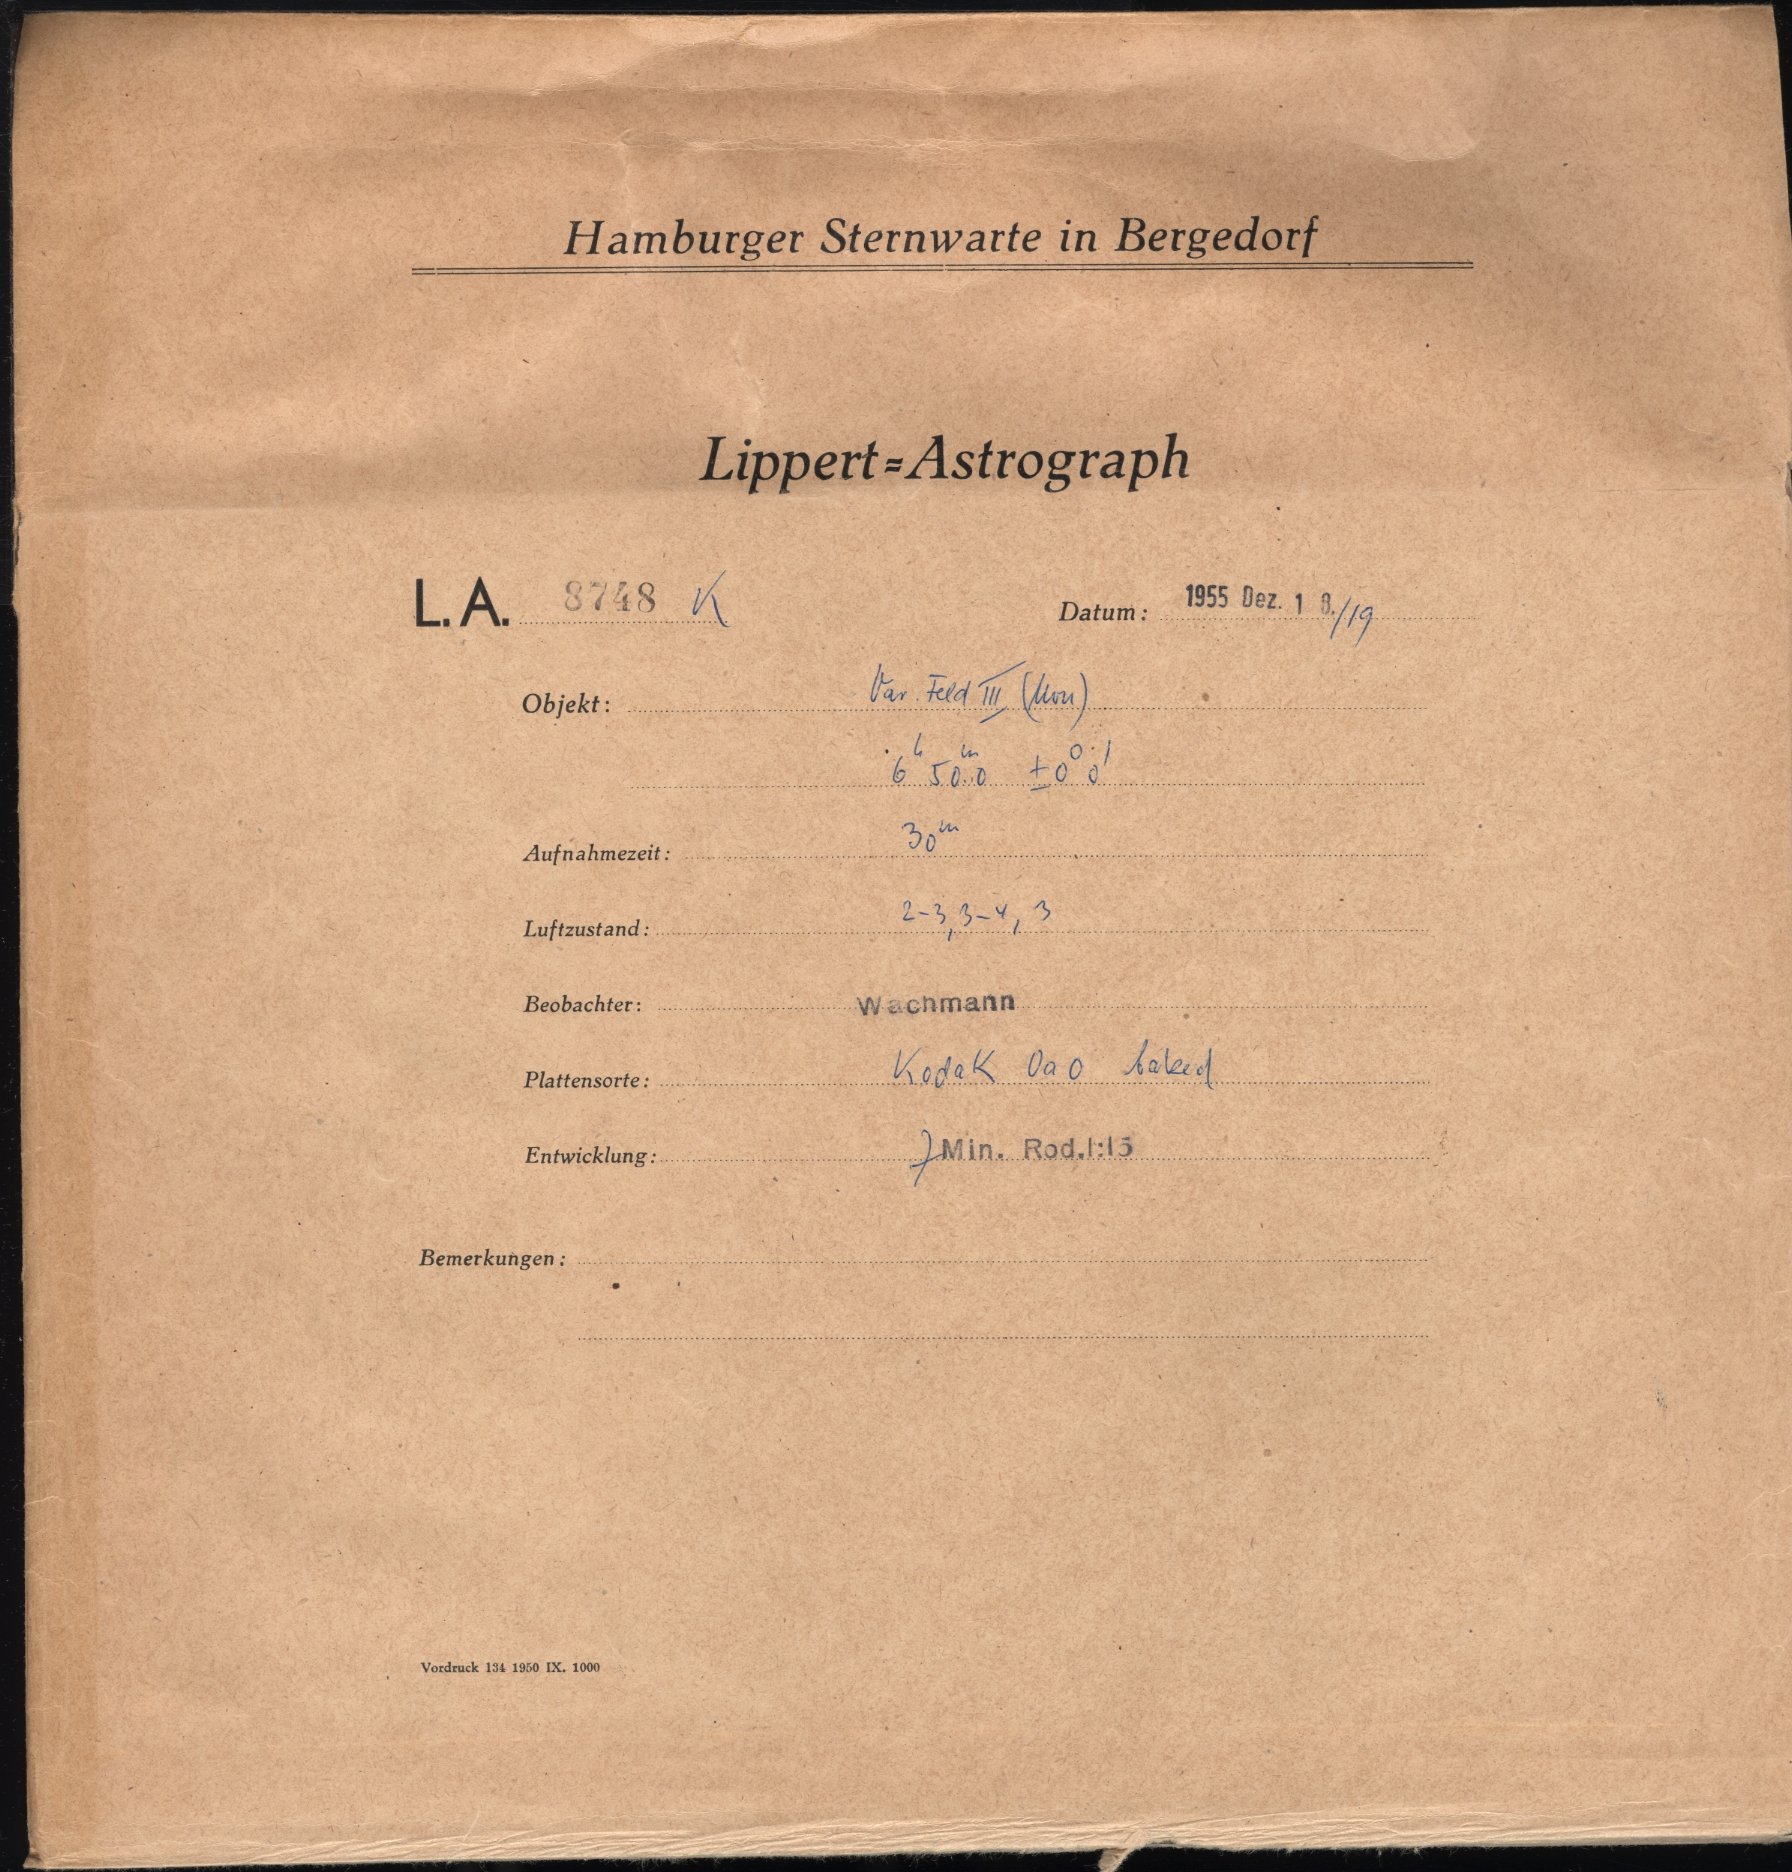 Hamburger Sternwarte in Bergedorf
Lippert=Astrograph
L.A. 8748 K Datum: 1955 Dez. 18./19
Objekt: Var. Feld III (Mon)
6h 50m.0 ±0° 0'
Aufnahmezeit: 30m
Luftzustand: 2-3, 3-4, 3
Beobachter: Wachmann
Plattensorte: Kodak 0a0 baked
Entwicklung: 7 Min. Rod.1:15
Bemerkungen:
Vordruck 134 1950 IX. 1000